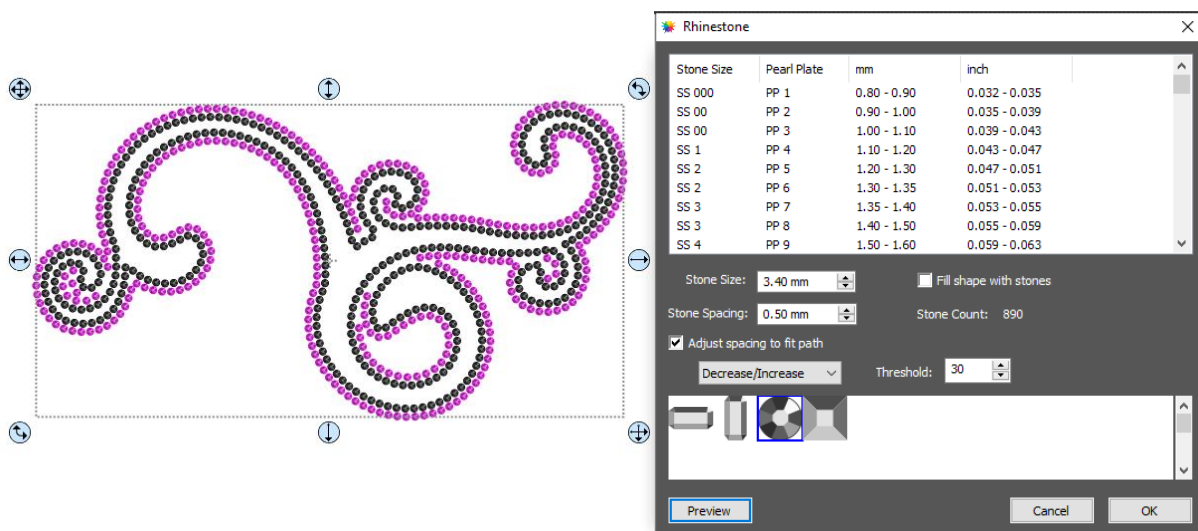 Rhinestone
Stone Size Pearl Plate mm inch
SS 000 PP 1 0.80 - 0.90 0.032 - 0.035
SS 00 PP 2 0.90 - 1.00 0.035 - 0.039
SS 00 PP 3 1.00 - 1.10 0.039 - 0.043
SS 1 PP 4 1.10 - 1.20 0.043 - 0.047
SS 2 PP 5 1.20 - 1.30 0.047 - 0.051
SS 2 PP 6 1.30 - 1.35 0.051 - 0.053
SS 3 PP 7 1.35 - 1.40 0.053 - 0.055
SS 3 PP 8 1.40 - 1.50 0.055 - 0.059
SS 4 PP 9 1.50 - 1.60 0.059 - 0.063
Stone Size: 3.40 mm Fill shape with stones
Stone Spacing: 0.50 mm Stone Count: 890
Adjust spacing to fit path
Decrease/Increase Threshold: 30
Preview Cancel OK